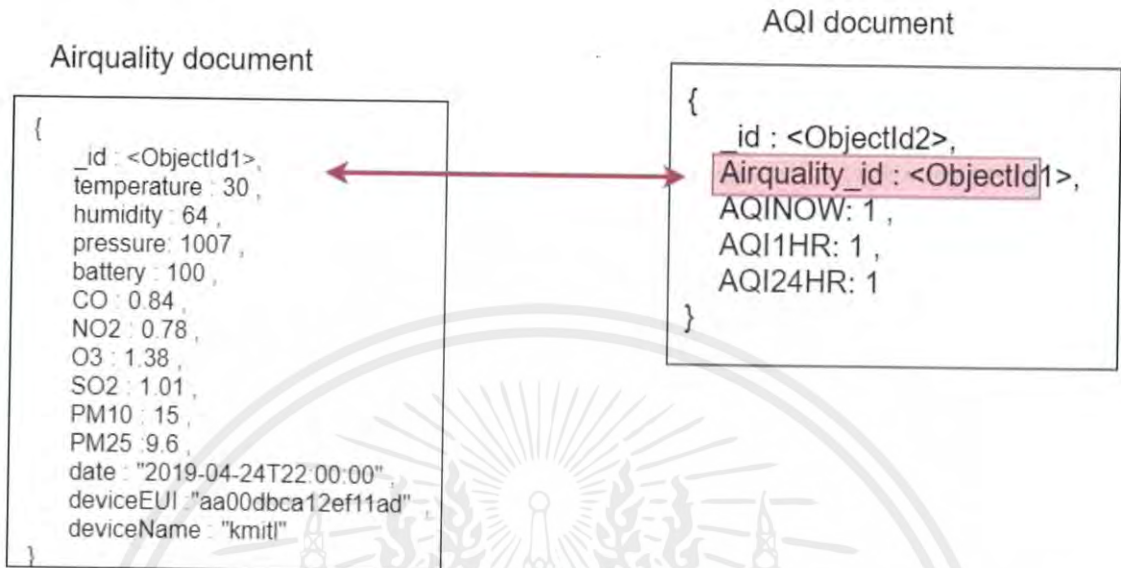 Airquality document
{
_id : <ObjectId1>,
temperature : 30 ,
humidity : 64 ,
pressure: 1007 ,
battery : 100 ,
CO : 0.84 ,
NO2 : 0.78 ,
O3 : 1.38 ,
SO2 : 1.01 ,
PM10 : 15 ,
PM25 :9.6 ,
date : "2019-04-24T22:00:00" ,
deviceEUI :"aa00dbca12ef11ad" ,
deviceName : "kmitl"
}
AQI document
{
_id : <ObjectId2>,
Airquality_id : <ObjectId1>,
AQINOW: 1 ,
AQI1HR: 1 ,
AQI24HR: 1
}